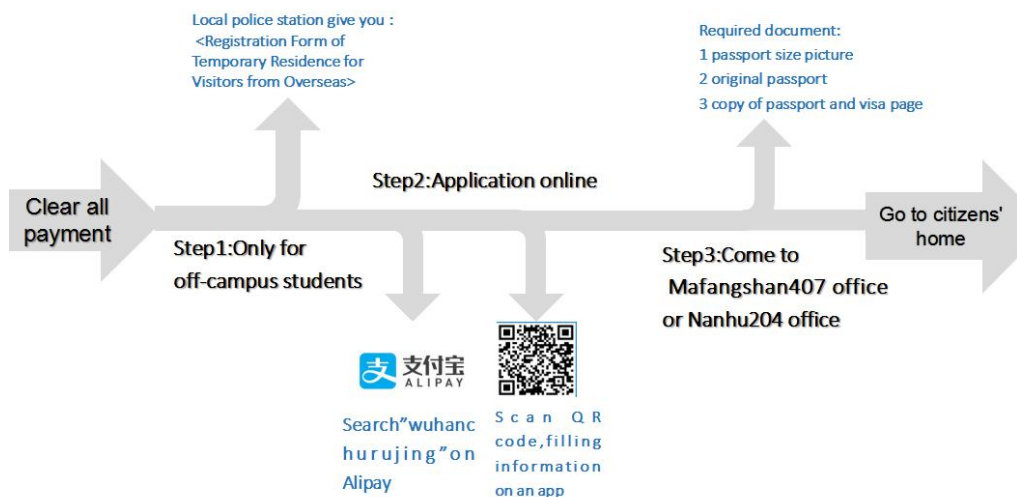 Local police station give you :
<Registration Form of
Temporary Residence for
Visitors from Overseas>
Required document:
1 passport size picture
2 original passport
3 copy of passport and visa page
Clear all
payment
Step1:Only for
off-campus students
Step2:Application online
支付宝
ALIPAY
Search”wuhanc
hurujing”on
Alipay
Scan QR
code,filling
information
on an app
Step3:Come to
Mafangshan407 office
or Nanhu204 office
Go to citizens'
home